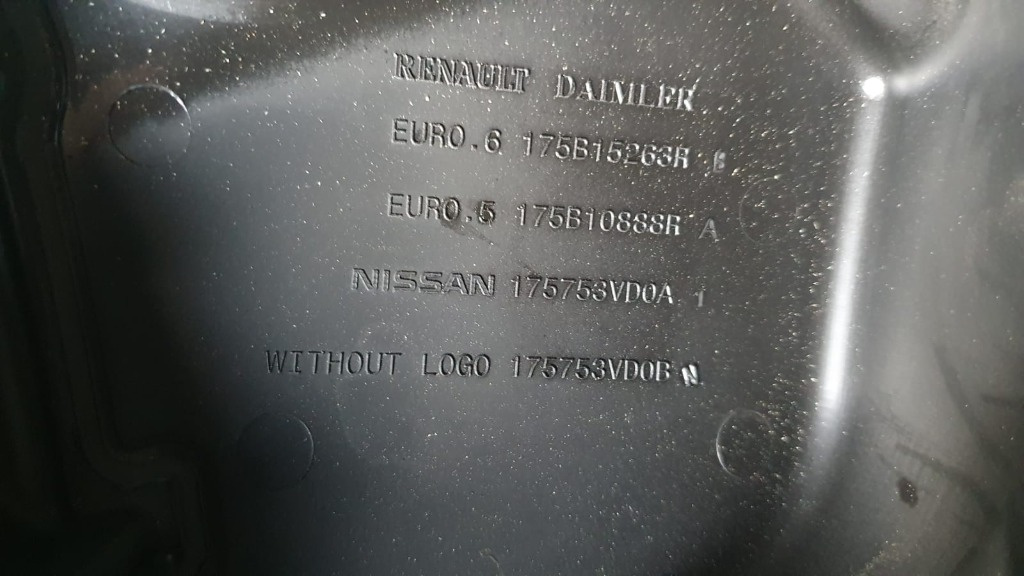 RENAULT DAIMLER
EURO.6 175B15263R
EURO.5 175B10888R A
NISSAN 175753VD0A 1
WITHOUT LOGO 175753VD0B N